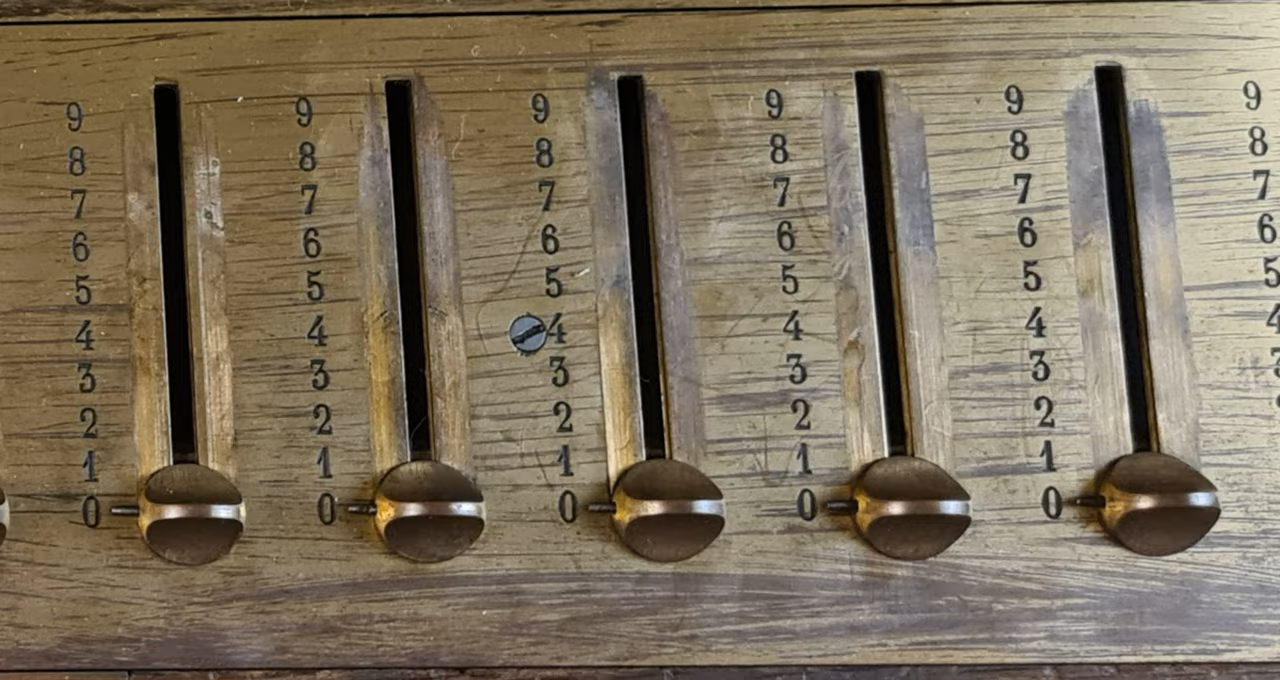 9 9 9 9 9 9
8 8 8 8 8 8
7 7 7 7 7 7
6 6 6 6 6 6
5 5 5 5 5 5
4 4 4 4 4 4
3 3 3 3 3 3
2 2 2 2 2
1 1 1 1 1
0 0 0 0 0